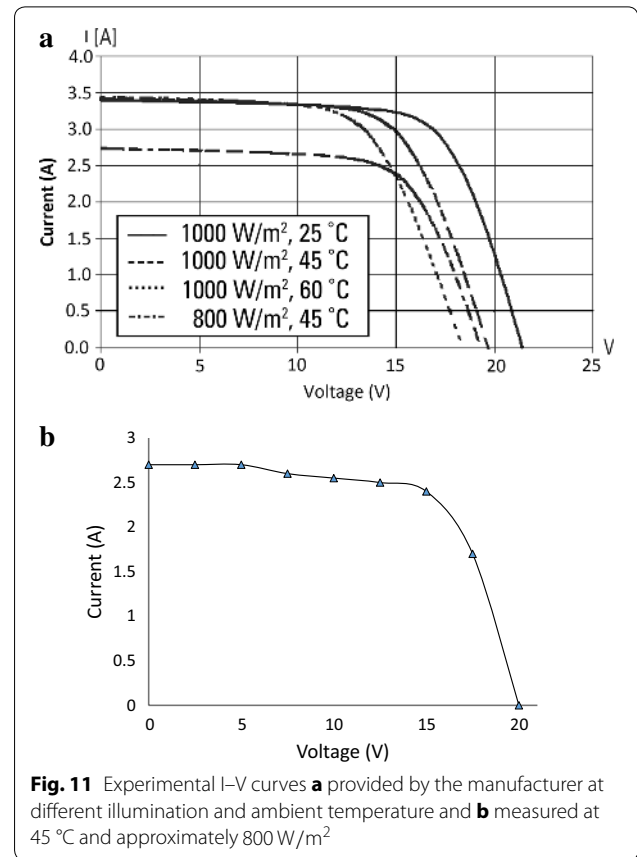 a
I [A]
4.0
3.5
3.0
2.5
2.0
1.5
1.0
0.5
0.0
Current (A)
1000 W/m², 25 °C
1000 W/m², 45 °C
1000 W/m², 60 °C
800 W/m², 45 °C
0 5 10 15 20 25
V
Voltage (V)
b
3
2.5
2
1.5
1
0.5
0
Current (A)
0 5 10 15 20
Voltage (V)
Fig. 11 Experimental I–V curves a provided by the manufacturer at
different illumination and ambient temperature and b measured at
45 °C and approximately 800 W/m²